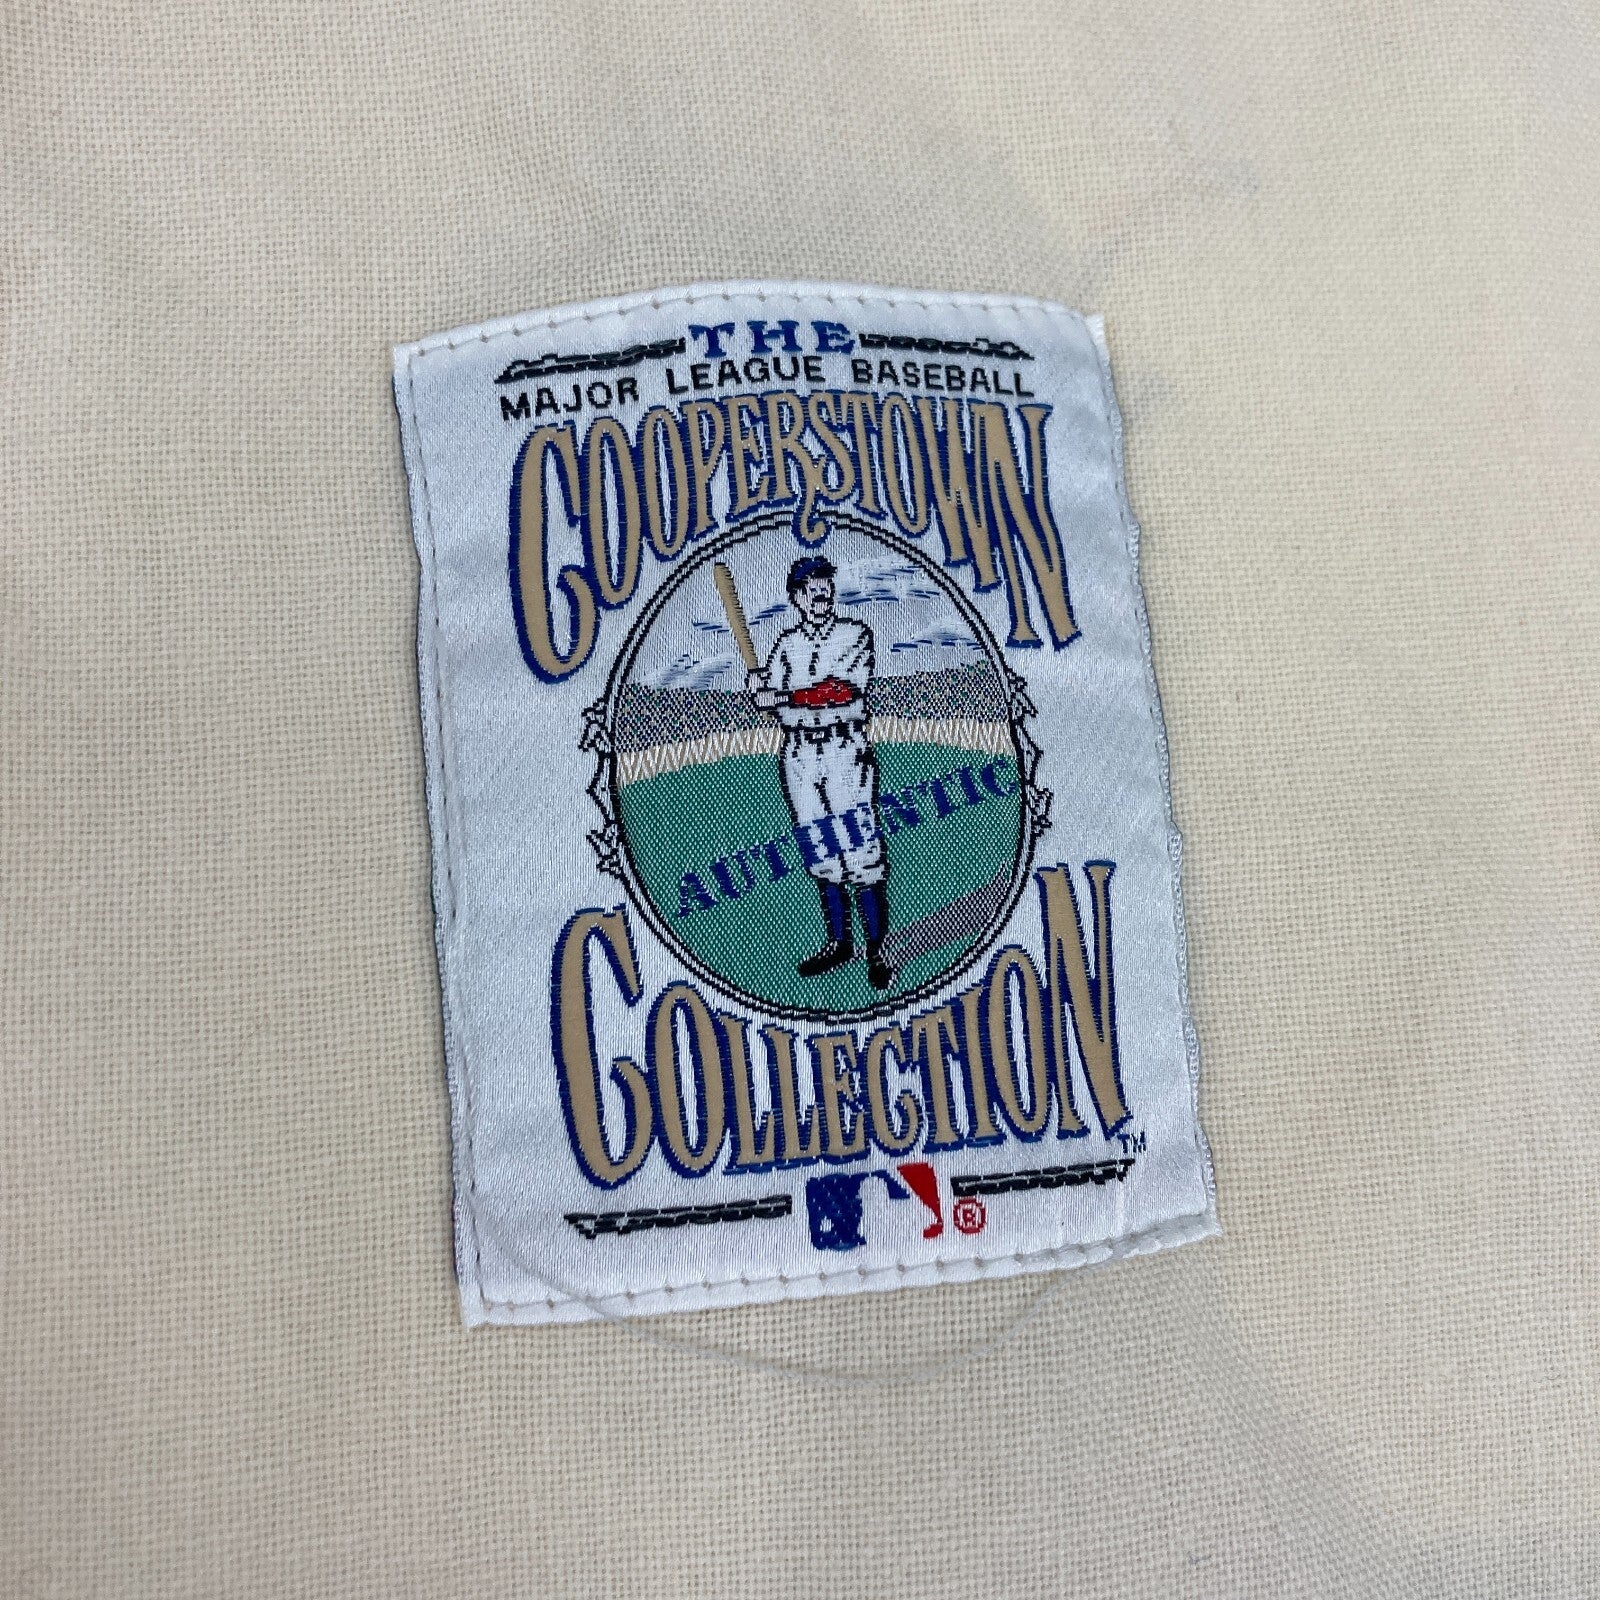 THE
MAJOR LEAGUE BASEBALL
COOPERSTOWN
AUTHENTIC
COLLECTION
TM
®